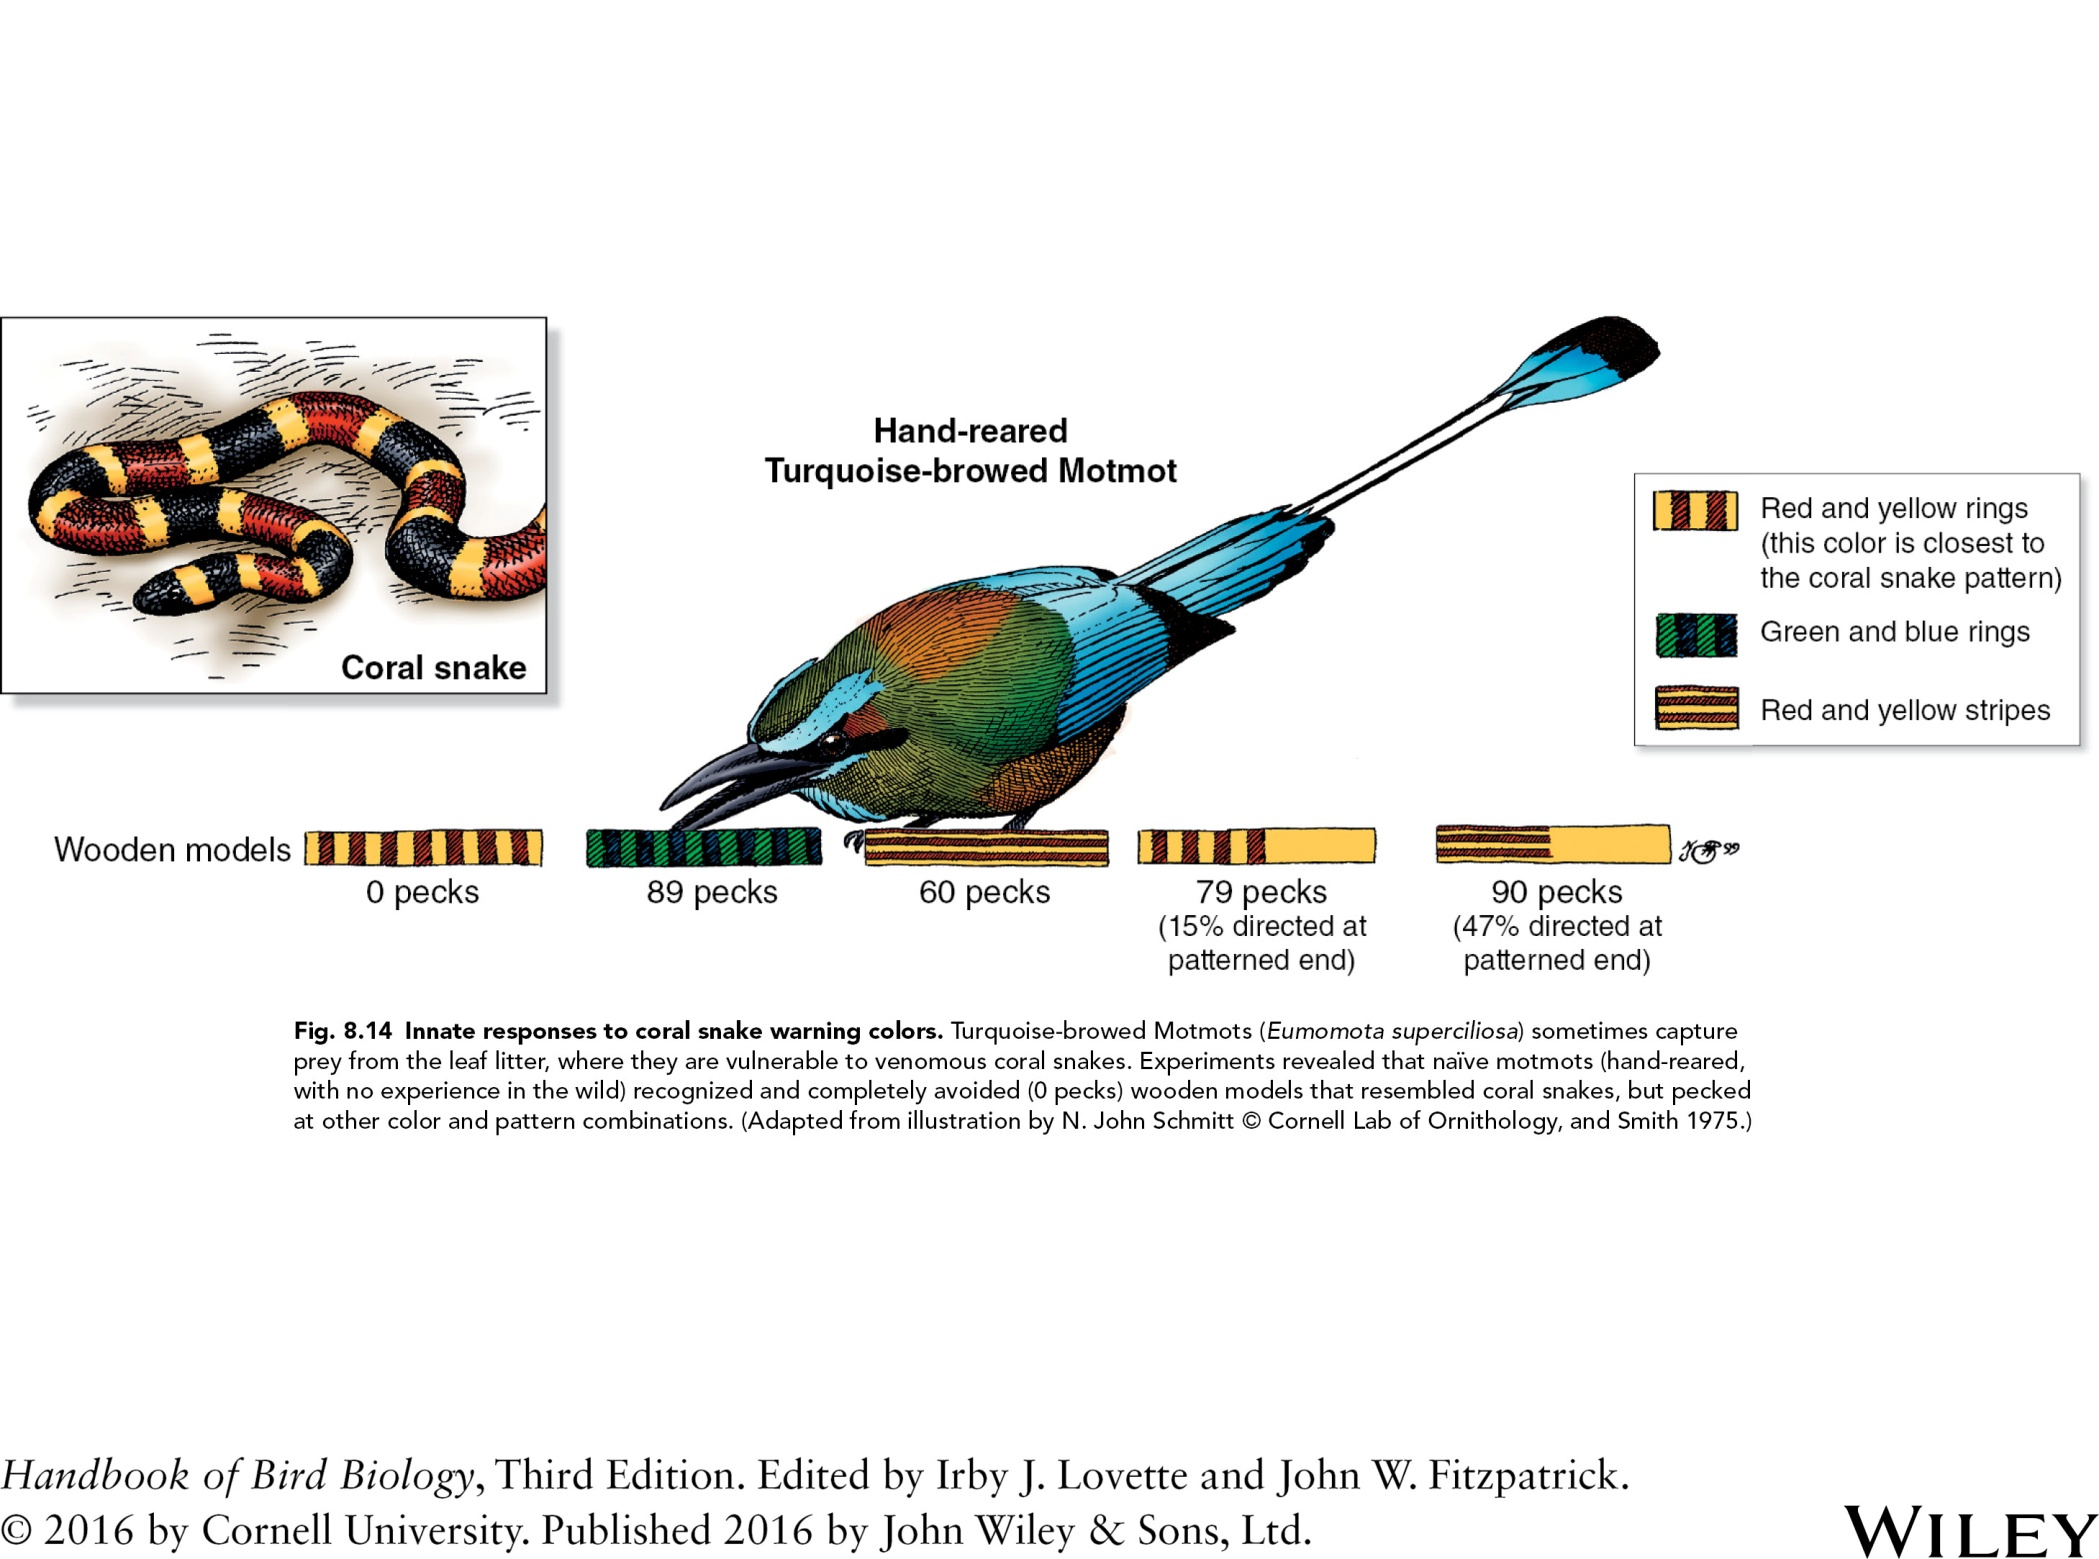 Coral snake
Hand-reared
Turquoise-browed Motmot
Red and yellow rings
(this color is closest to
the coral snake pattern)
Green and blue rings
Red and yellow stripes
Wooden models
0 pecks
89 pecks
60 pecks
79 pecks
(15% directed at
patterned end)
90 pecks
(47% directed at
patterned end)
Fig. 8.14 Innate responses to coral snake warning colors. Turquoise-browed Motmots (Eumomota superciliosa) sometimes capture
prey from the leaf litter, where they are vulnerable to venomous coral snakes. Experiments revealed that naïve motmots (hand-reared,
with no experience in the wild) recognized and completely avoided (0 pecks) wooden models that resembled coral snakes, but pecked
at other color and pattern combinations. (Adapted from illustration by N. John Schmitt © Cornell Lab of Ornithology, and Smith 1975.)
Handbook of Bird Biology, Third Edition. Edited by Irby J. Lovette and John W. Fitzpatrick.
© 2016 by Cornell University. Published 2016 by John Wiley & Sons, Ltd.
WILEY